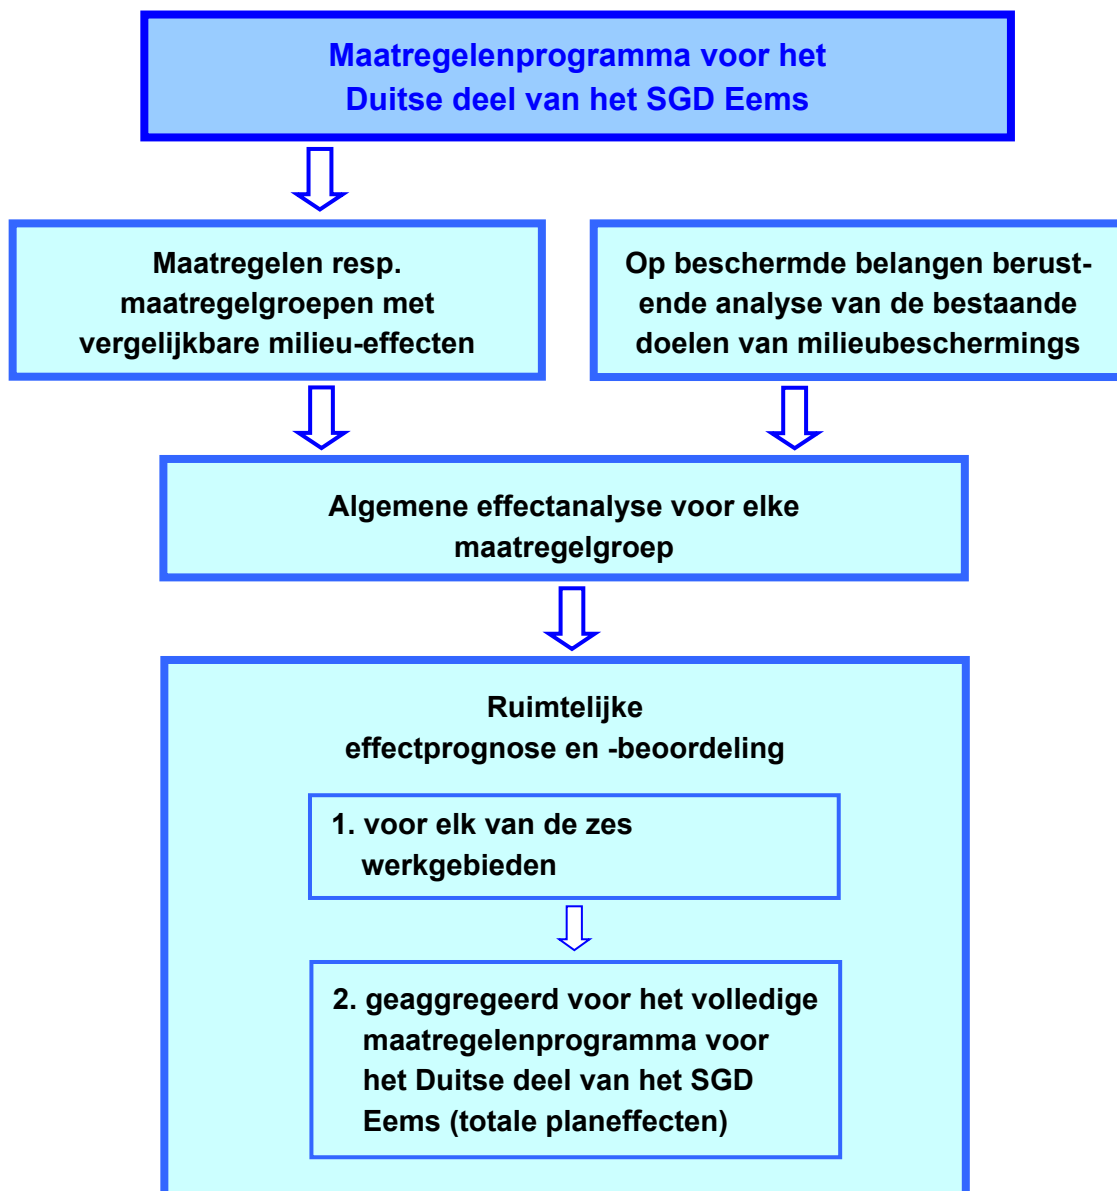 Maatregelenprogramma voor het
Duitse deel van het SGD Eems
Maatregelen resp.
maatregelgroepen met
vergelijkbare milieu-effecten
Op beschermde belangen berust-
ende analyse van de bestaande
doelen van milieubeschermings
Algemene effectanalyse voor elke
maatregelgroep
Ruimtelijke
effectprognose en -beoordeling
1. voor elk van de zes
werkgebieden
2. geaggregeerd voor het volledige
maatregelenprogramma voor
het Duitse deel van het SGD
Eems (totale planeffecten)